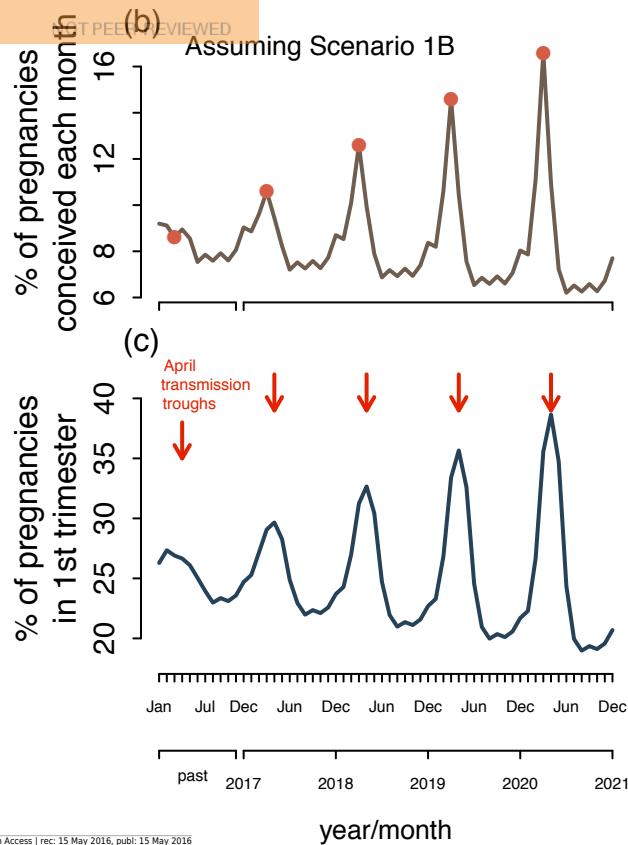 NOT PEER-REVIEWED
(b)
Assuming Scenario 1B
% of pregnancies
conceived each month
16
12
8
6
(c)
April
transmission
troughs
% of pregnancies
in 1st trimester
40
35
30
25
20
Jan Jul Dec Jun Dec Jun Dec Jun Dec Jun Dec
past 2017 2018 2019 2020 2021
year/month
n Access | rec: 15 May 2016, publ: 15 May 2016